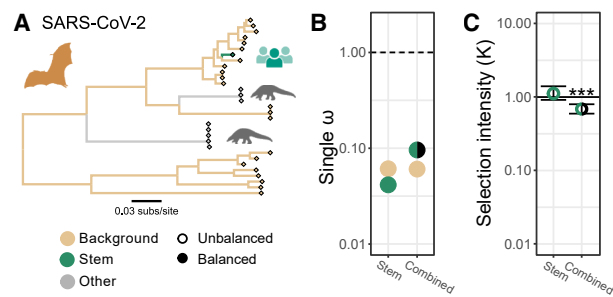 A SARS-CoV-2
0.03 subs/site
Background
Stem
Other
Unbalanced
Balanced
B
Single ω
1.00
0.10
0.01
Stem
Combined
C
Selection intensity (K)
10.00
1.00
0.10
0.01
***
Stem
Combined